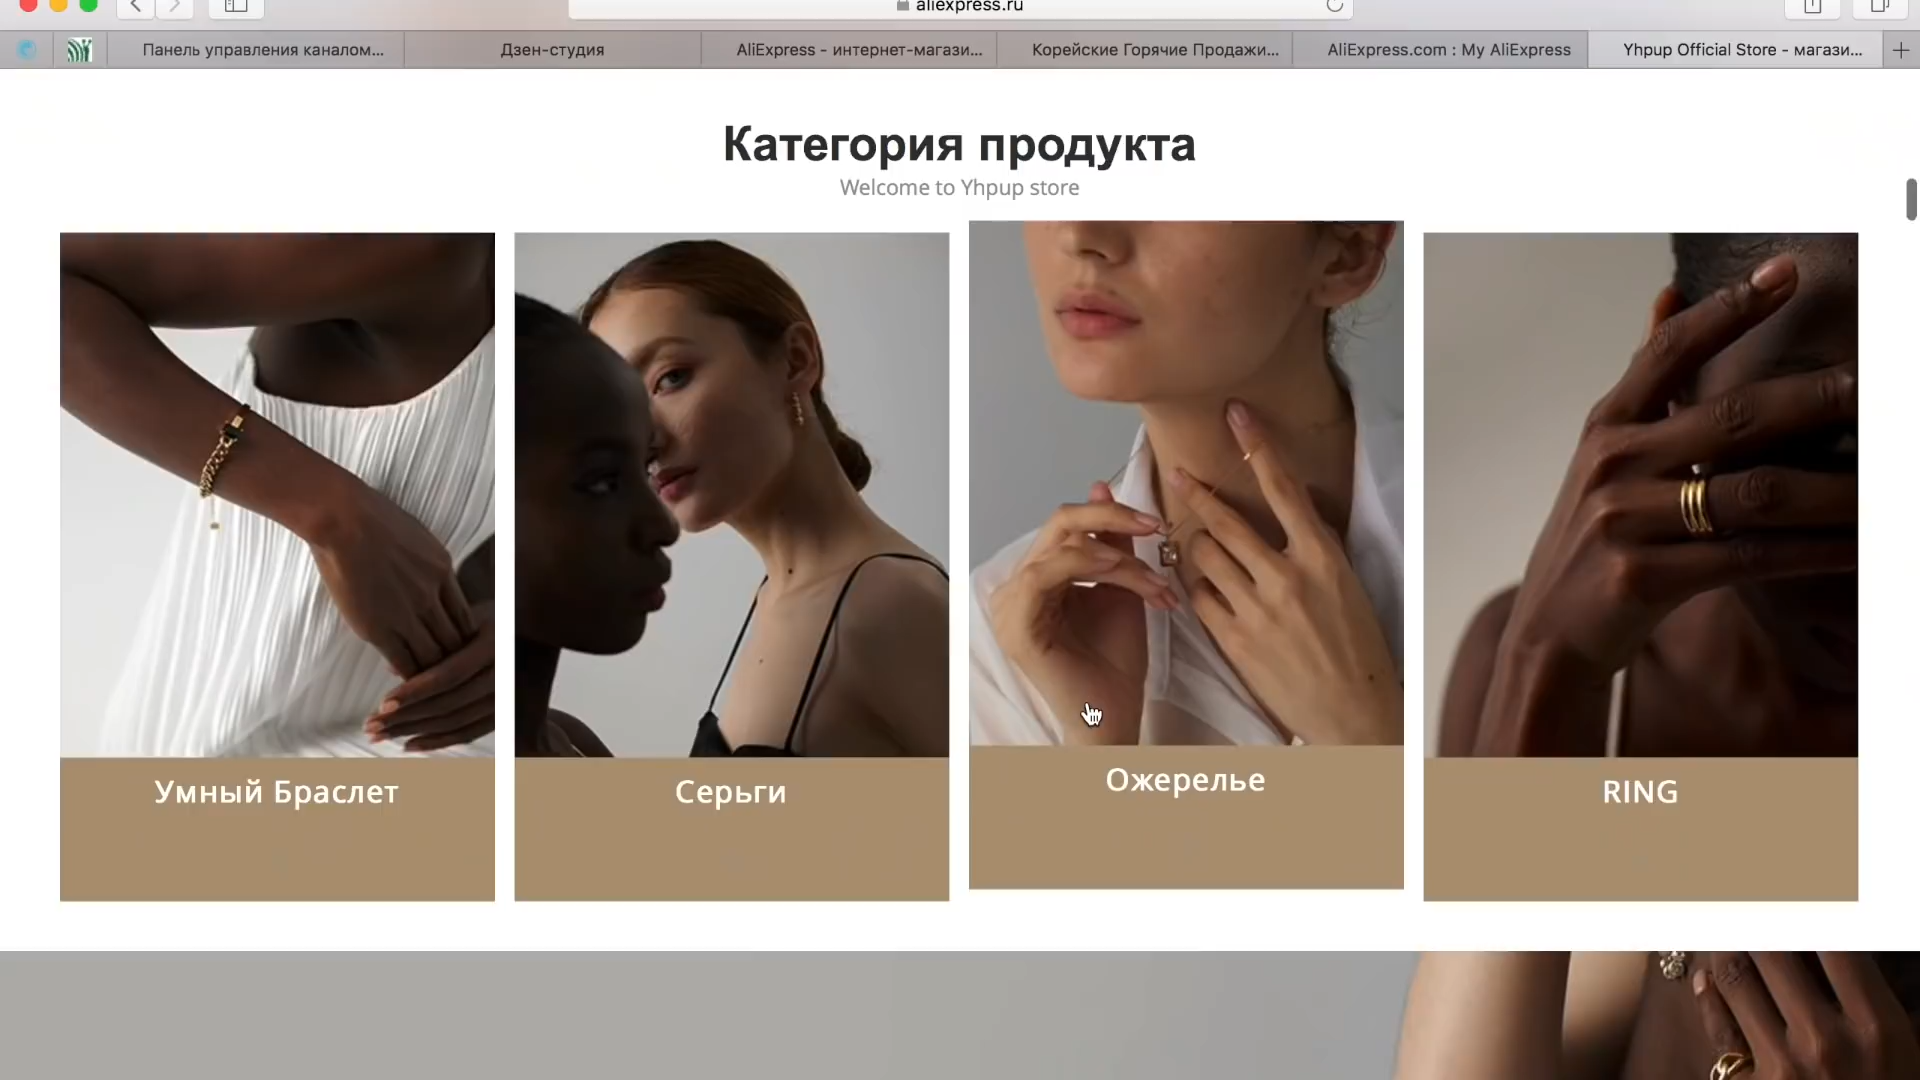 aliexpress.ru
Панель управления каналом...
Дзен-студия
AliExpress - интернет-магази...
Корейские Горячие Продажи...
AliExpress.com : My AliExpress
Yhpup Official Store - магази...
Категория продукта
Welcome to Yhpup store
Умный Браслет
Серьги
Ожерелье
RING